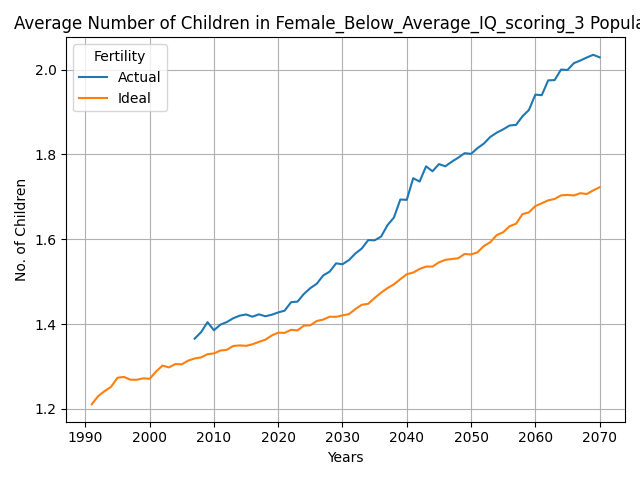 Average Number of Children in Female_Below_Average_IQ_scoring_3 Popula
Fertility
Actual
Ideal
No. of Children
2.0
1.8
1.6
1.4
1.2
1990 2000 2010 2020 2030 2040 2050 2060 2070
Years